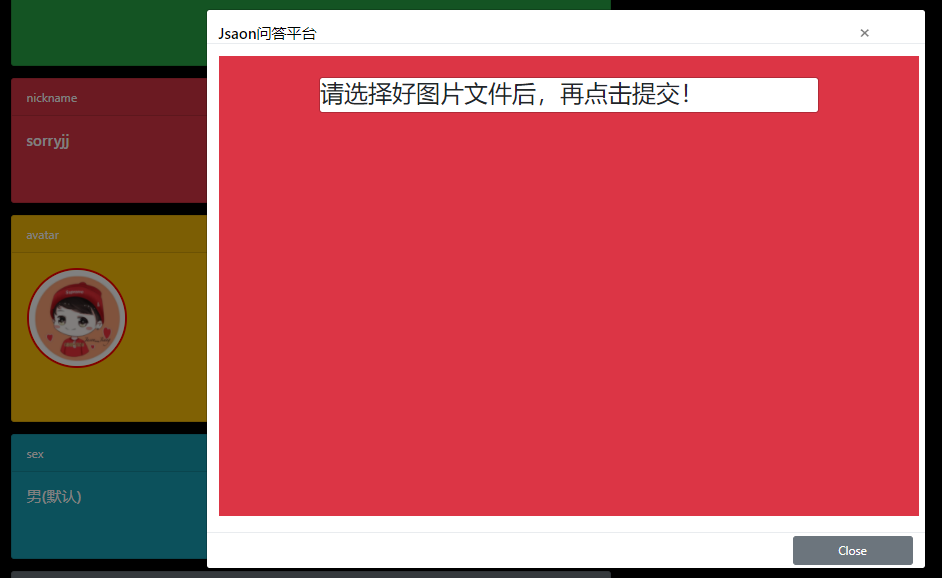 Jsaon问答平台
×
请选择好图片文件后，再点击提交！
nickname
sorryjj
avatar
sex
男(默认)
Close